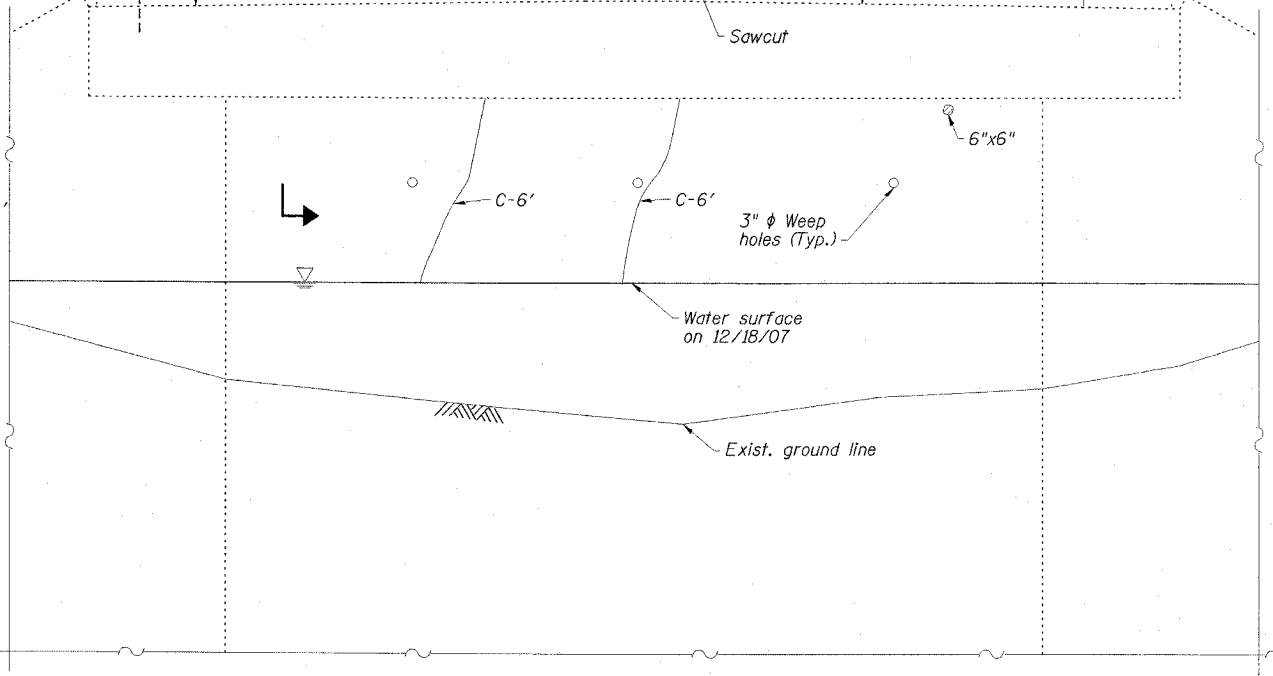 Sawcut
6"x6"
C-6'
C-6'
3" ϕ Weep
holes (Typ.)
Water surface
on 12/18/07
Exist. ground line